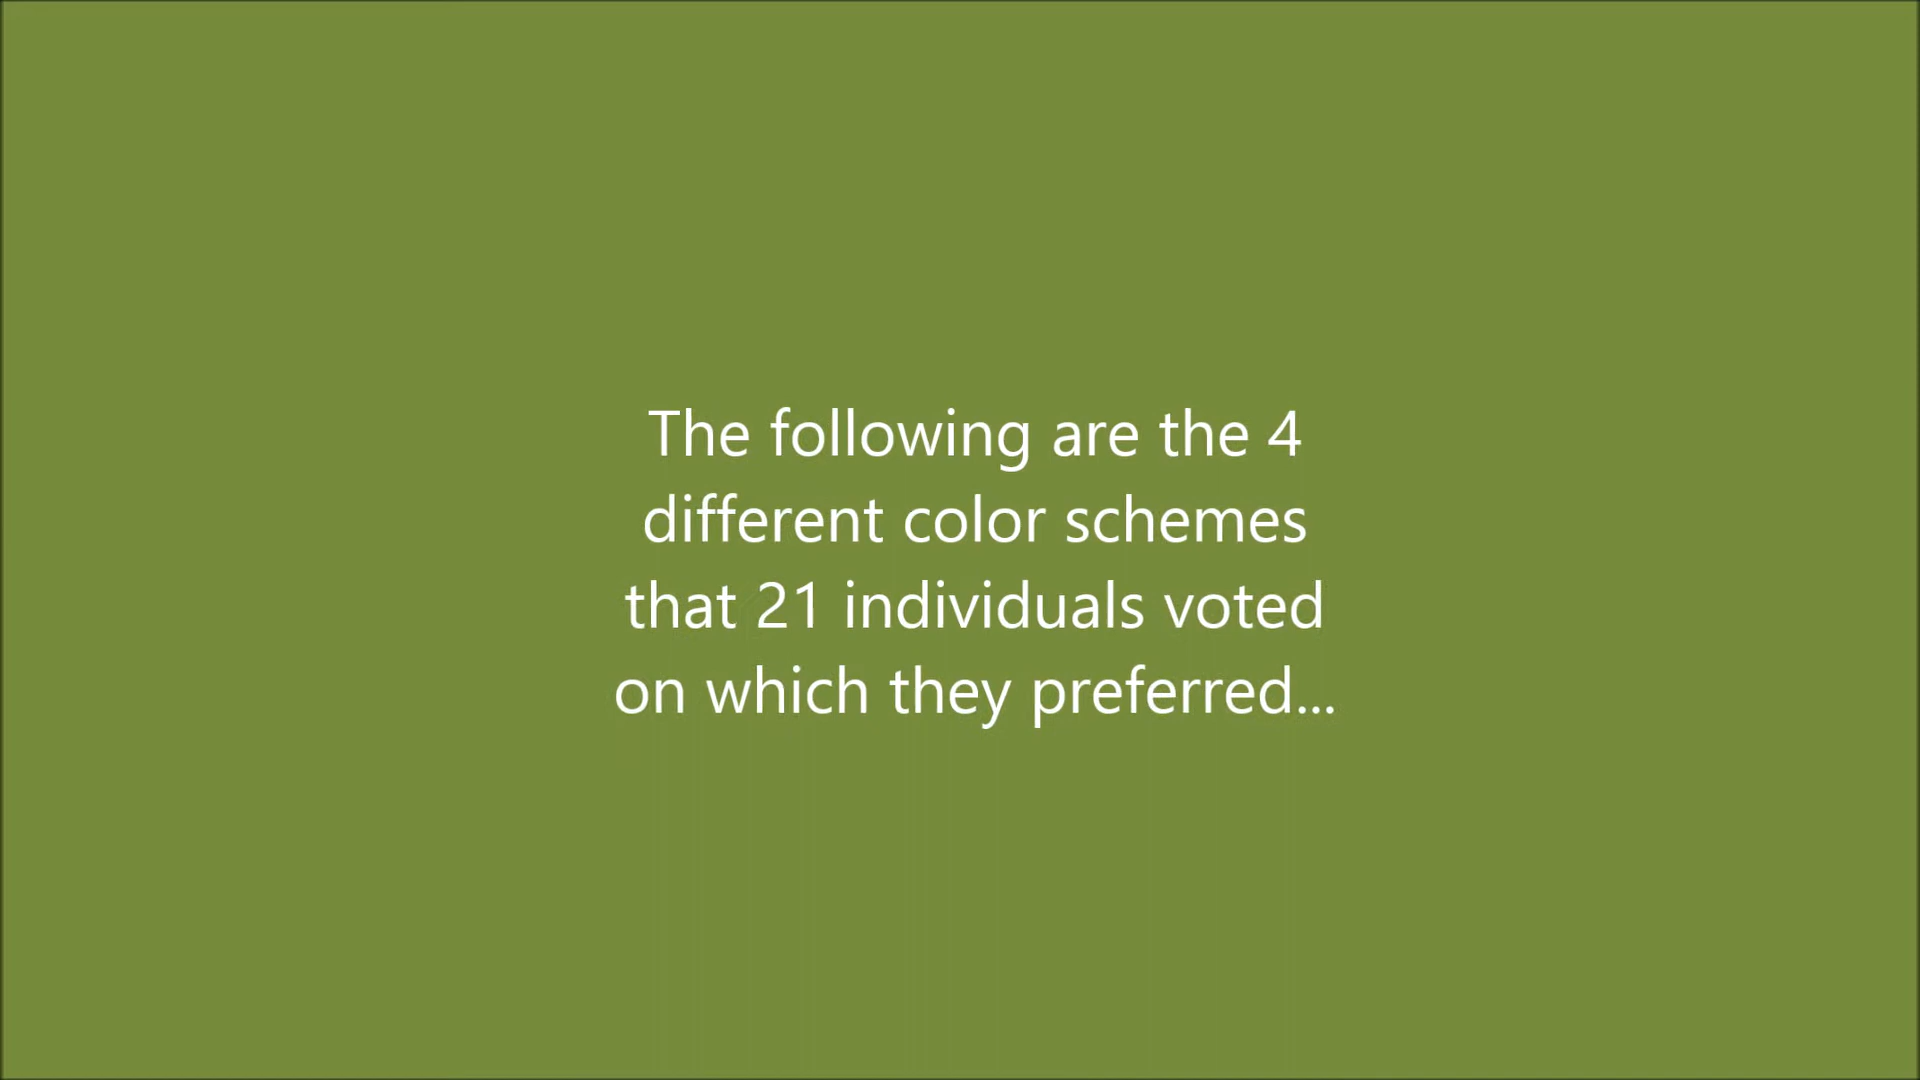 The following are the 4
different color schemes
that 21 individuals voted
on which they preferred...